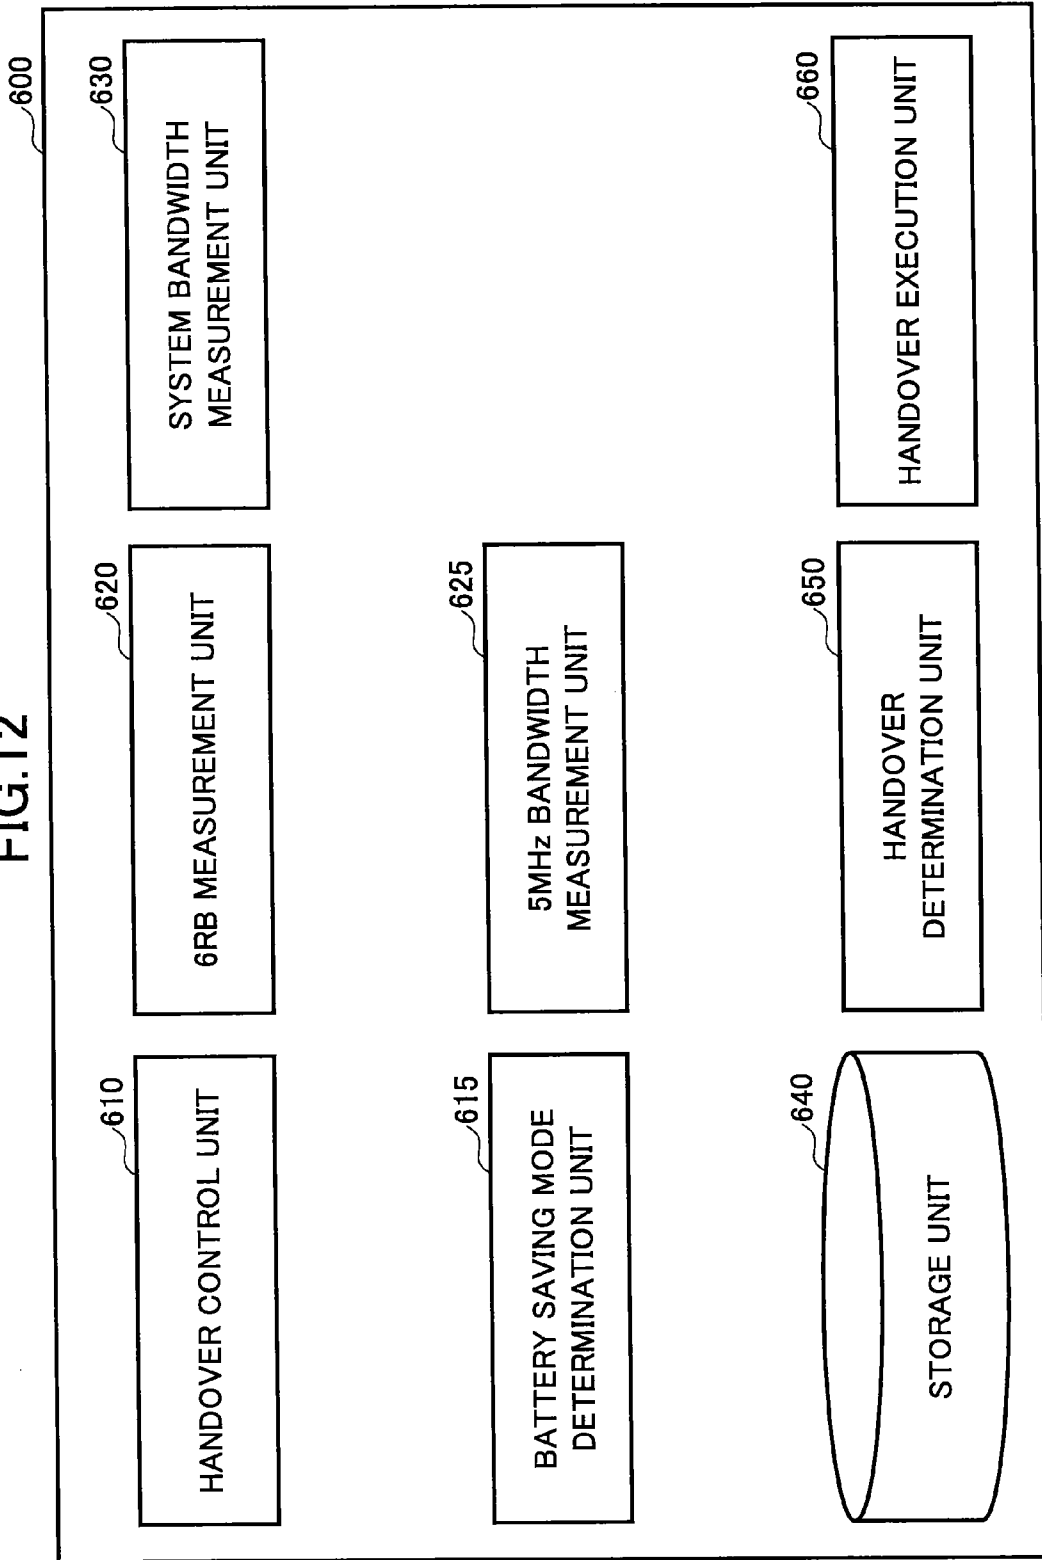 FIG.12
600
610
HANDOVER CONTROL UNIT
620
6RB MEASUREMENT UNIT
630
SYSTEM BANDWIDTH
MEASUREMENT UNIT
615
BATTERY SAVING MODE
DETERMINATION UNIT
625
5MHz BANDWIDTH
MEASUREMENT UNIT
640
STORAGE UNIT
650
HANDOVER
DETERMINATION UNIT
660
HANDOVER EXECUTION UNIT